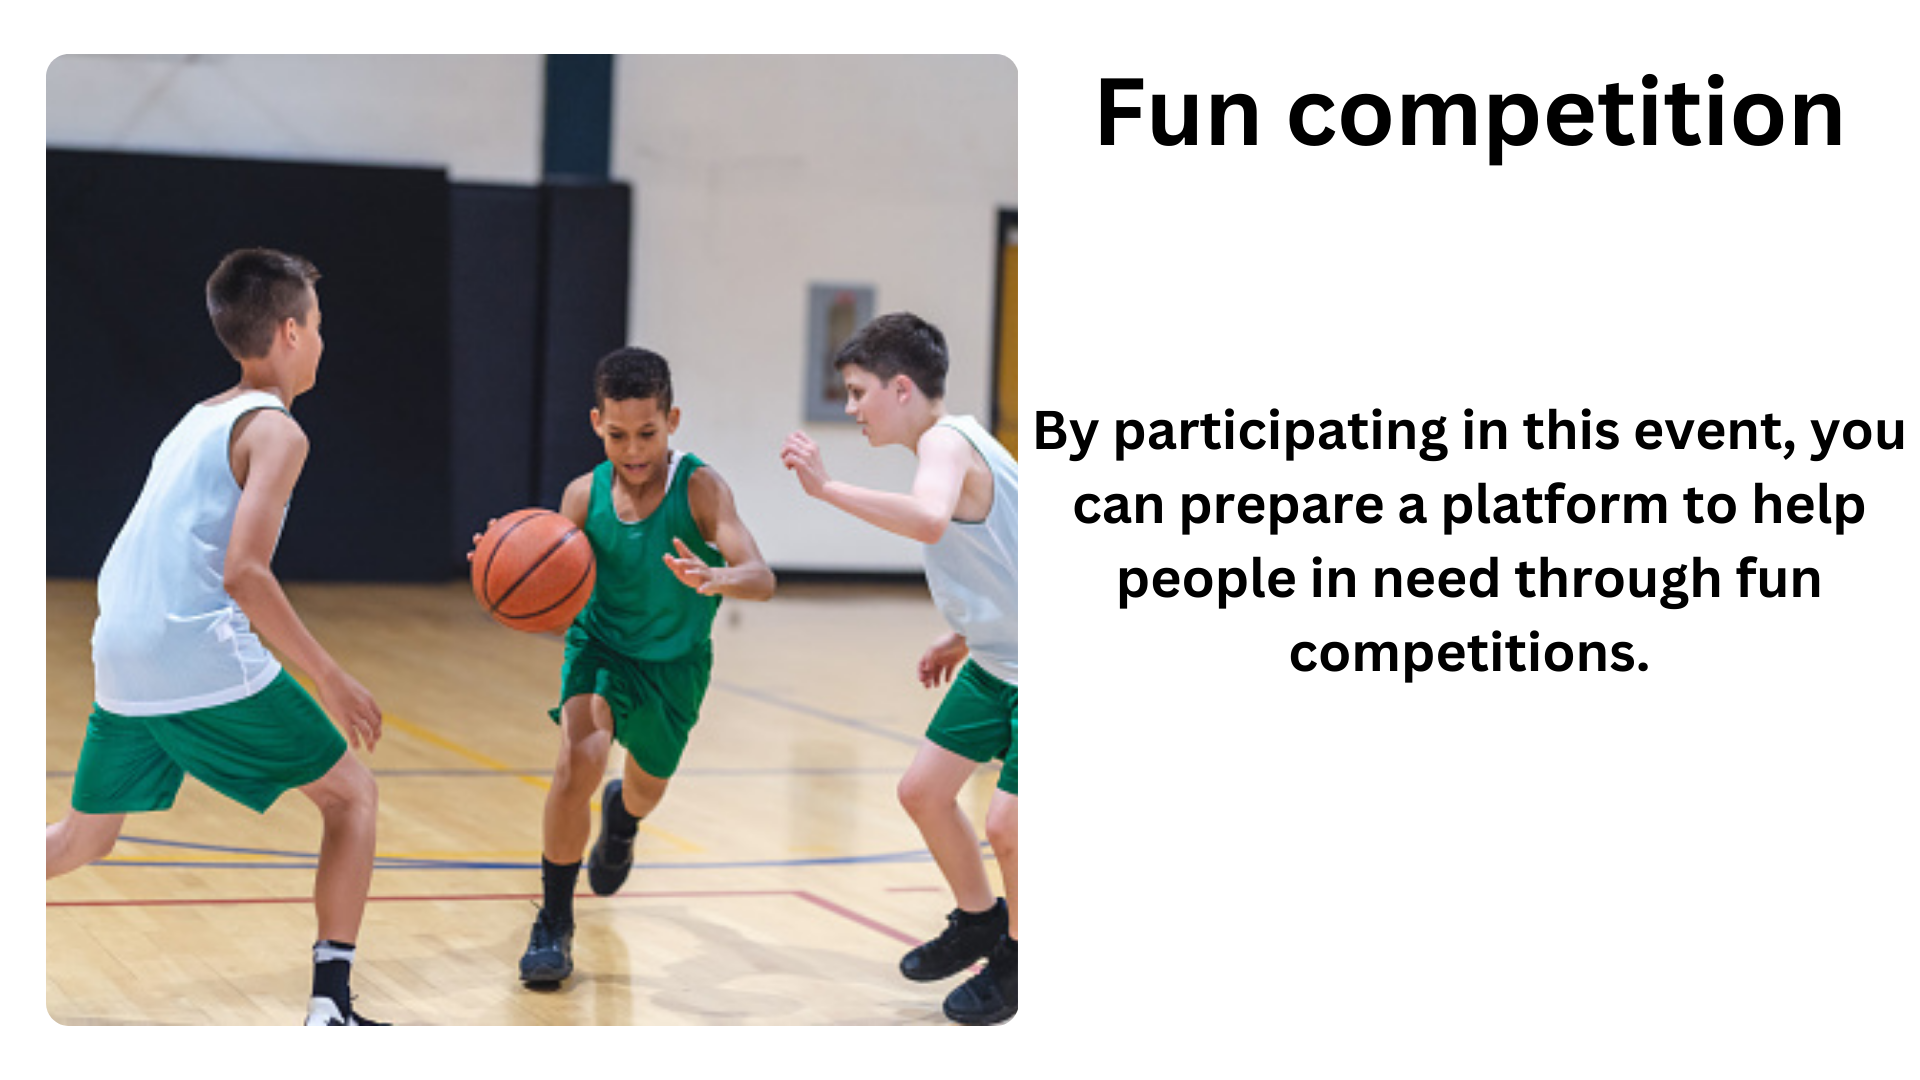 Fun competition
By participating in this event, you
can prepare a platform to help
people in need through fun
competitions.